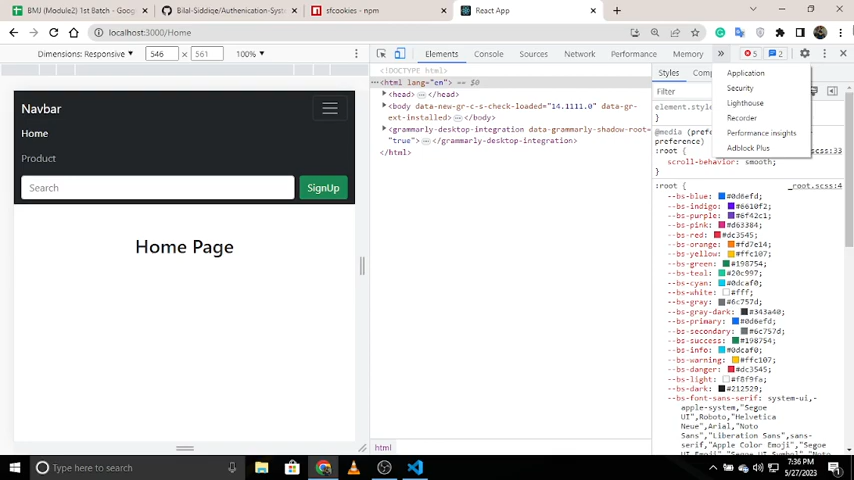 BMJ (Module2) 1st Batch - Goog
Bilal-Siddiqe/Authenication-Syst
sfcookies - npm
React App
localhost:3000/Home
Dimensions: Responsive
546
561
100%
Elements
Console
Sources
Network
Performance
Memory
5
2
Application
Security
Lighthouse
Recorder
Performance insights
Adblock Plus
Navbar
Home
Product
Search
SignUp
Home Page
<!DOCTYPE html>
<html lang="en"> == $0
<head> </head>
<body data-new-gr-c-s-check-loaded="14.1111.0" data-gr-
ext-installed> </body>
<grammarly-desktop-integration data-grammarly-shadow-root=
"true"> </grammarly-desktop-integration>
</html>
html
Styles
Filter
element.style
}
preference)
:root {
scroll-behavior: smooth;
}
:root {
_root.scss:4
--bs-blue: #0d6efd;
--bs-indigo: #6610f2;
--bs-purple: #6f42c1;
--bs-pink: #d63384;
--bs-red: #dc3545;
--bs-orange: #fd7e14;
--bs-yellow: #ffc107;
--bs-green: #198754;
--bs-teal: #20c997;
--bs-cyan: #0dcaf0;
--bs-white: #fff;
--bs-gray: #6c757d;
--bs-gray-dark: #343a40;
--bs-primary: #0d6efd;
--bs-secondary: #6c757d;
--bs-success: #198754;
--bs-info: #0dcaf0;
--bs-warning: #ffc107;
--bs-danger: #dc3545;
--bs-light: #f8f9fa;
--bs-dark: #212529;
--bs-font-sans-serif: system-ui,-
apple-system,"Segoe
UI",Roboto,"Helvetica
Neue",Arial,"Noto
Sans","Liberation Sans",sans-
serif,"Apple Color Emoji","Segoe
Type here to search
7:36 PM
5/27/2023